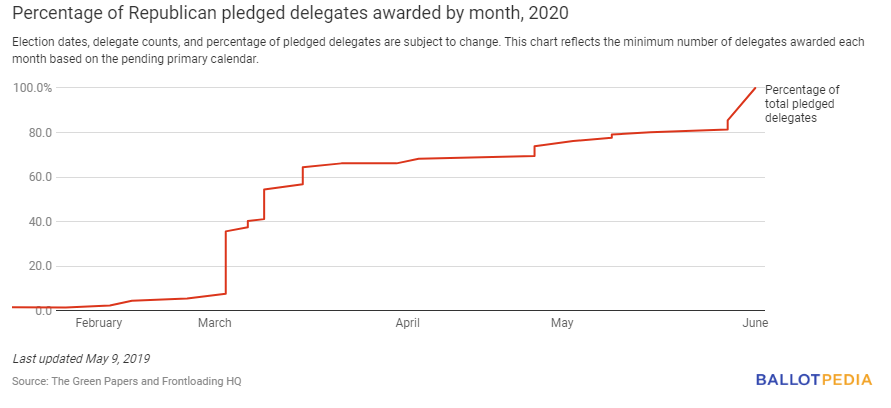 Percentage of Republican pledged delegates awarded by month, 2020
Election dates, delegate counts, and percentage of pledged delegates are subject to change. This chart reflects the minimum number of delegates awarded each
month based on the pending primary calendar.
100.0%
80.0
60.0
40.0
20.0
0.0
Percentage of
total pledged
delegates
February March April May June
Last updated May 9, 2019
Source: The Green Papers and Frontloading HQ
BALLOTPEDIA